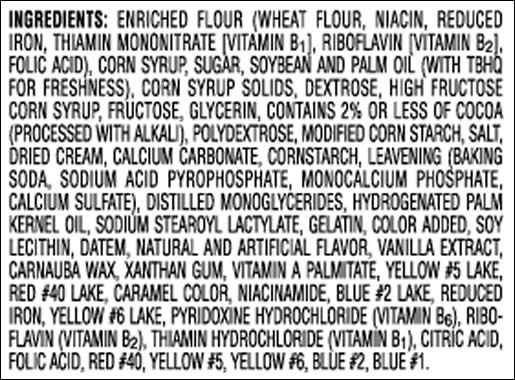 INGREDIENTS: ENRICHED FLOUR (WHEAT FLOUR, NIACIN, REDUCED
IRON, THIAMIN MONONITRATE [VITAMIN B1], RIBOFLAVIN [VITAMIN B2],
FOLIC ACID), CORN SYRUP, SUGAR, SOYBEAN AND PALM OIL (WITH TBHQ
FOR FRESHNESS), CORN SYRUP SOLIDS, DEXTROSE, HIGH FRUCTOSE
CORN SYRUP, FRUCTOSE, GLYCERIN, CONTAINS 2% OR LESS OF COCOA
(PROCESSED WITH ALKALI), POLYDEXTROSE, MODIFIED CORN STARCH, SALT,
DRIED CREAM, CALCIUM CARBONATE, CORNSTARCH, LEAVENING (BAKING
SODA, SODIUM ACID PYROPHOSPHATE, MONOCALCIUM PHOSPHATE,
CALCIUM SULFATE), DISTILLED MONOGLYCERIDES, HYDROGENATED PALM
KERNEL OIL, SODIUM STEAROYL LACTYLATE, GELATIN, COLOR ADDED, SOY
LECITHIN, DATEM, NATURAL AND ARTIFICIAL FLAVOR, VANILLA EXTRACT,
CARNAUBA WAX, XANTHAN GUM, VITAMIN A PALMITATE, YELLOW #5 LAKE,
RED #40 LAKE, CARAMEL COLOR, NIACINAMIDE, BLUE #2 LAKE, REDUCED
IRON, YELLOW #6 LAKE, PYRIDOXINE HYDROCHLORIDE (VITAMIN B6), RIBO-
FLAVIN (VITAMIN B2), THIAMIN HYDROCHLORIDE (VITAMIN B1), CITRIC ACID,
FOLIC ACID, RED #40, YELLOW #5, YELLOW #6, BLUE #2, BLUE #1.